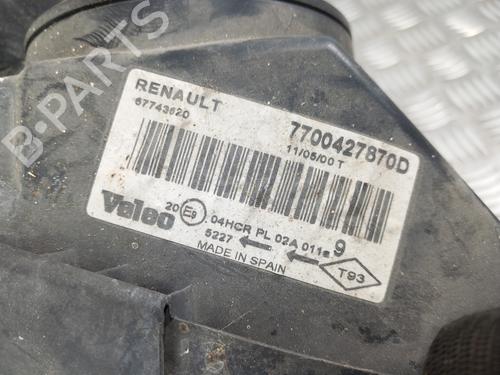 B-PARTS
RENAULT
67743620
7700427870D
11/05/00 T
Valeo
20 E9 04HCR PL 02A 011
9
5227
MADE IN SPAIN
T93